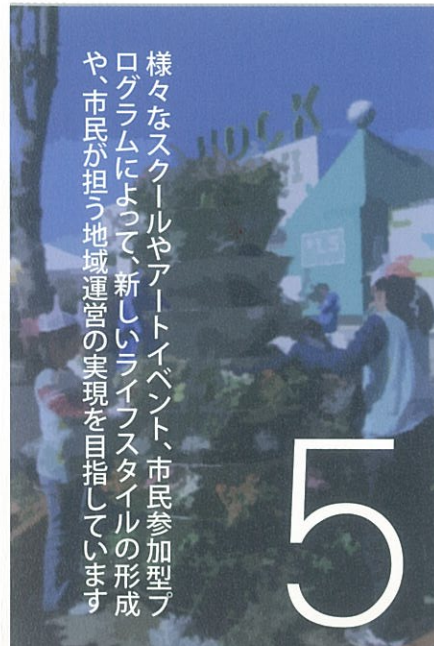 様々なスクールやアートイベント、市民参加型プ
ログラムによって、新しいライフスタイルの形成
や、市民が担う地域運営の実現を目指しています
5